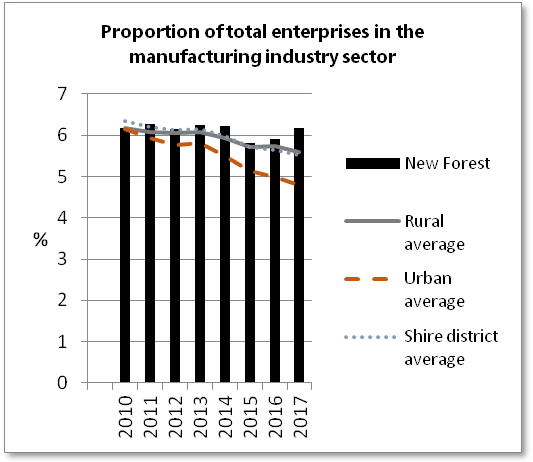 Proportion of total enterprises in the
manufacturing industry sector
7
6
5
4
3
2
1
0
%
2010
2011
2012
2013
2014
2015
2016
2017
New Forest
Rural
average
Urban
average
Shire district
average